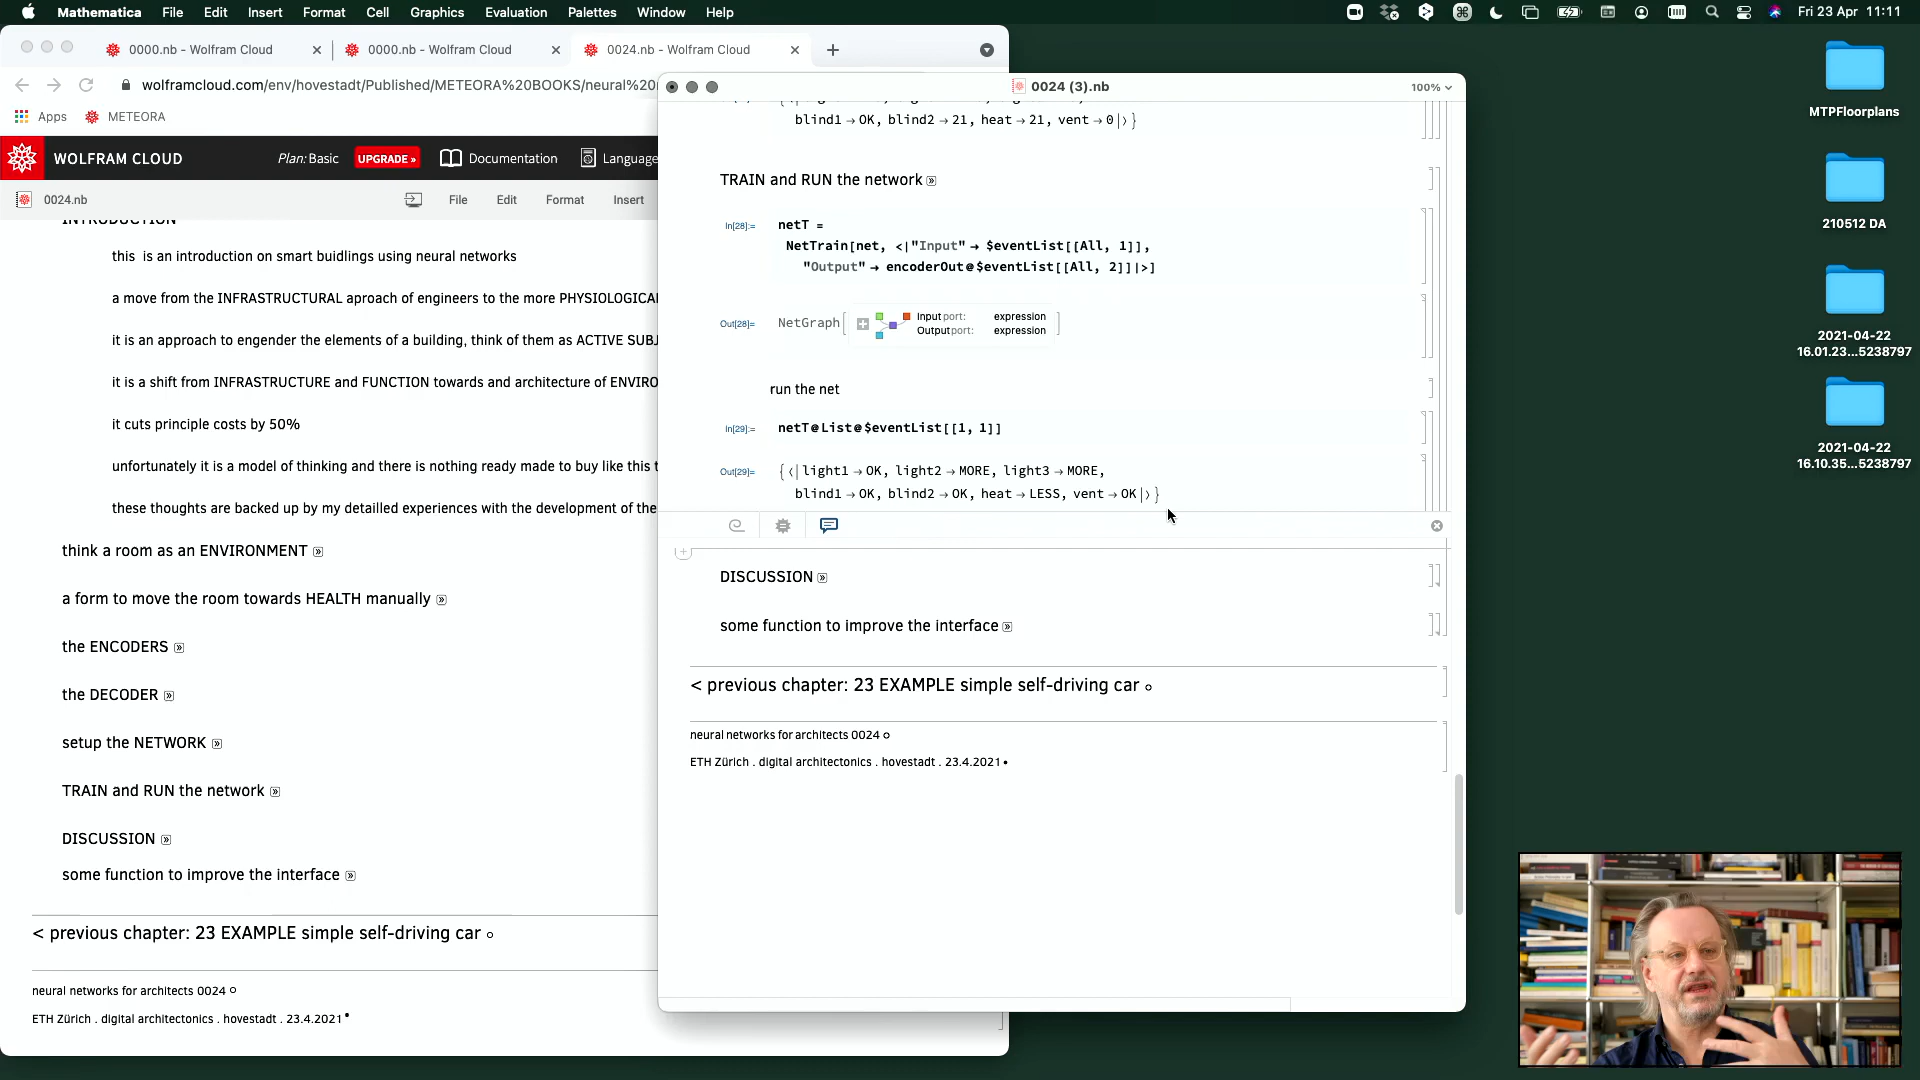 Mathematica File Edit Insert Format Cell Graphics Evaluation Palettes Window Help Fri 23 Apr 11:11
0000.nb - Wolfram Cloud
0000.nb - Wolfram Cloud
0024.nb - Wolfram Cloud
wolframcloud.com/env/hovestadt/Published/METEORA%20BOOKS/neural%20
Apps METEORA
WOLFRAM CLOUD Plan: Basic UPGRADE » Documentation Language
0024.nb File Edit Format Insert
INTRODUCTION
this is an introduction on smart buidlings using neural networks
a move from the INFRASTRUCTURAL aproach of engineers to the more PHYSIOLOGICA
it is an approach to engender the elements of a building, think of them as ACTIVE SUBJ
it is a shift from INFRASTRUCTURE and FUNCTION towards and architecture of ENVIRO
it cuts principle costs by 50%
unfortunately it is a model of thinking and there is nothing ready made to buy like this t
these thoughts are backed up by my detailled experiences with the development of the
think a room as an ENVIRONMENT »
a form to move the room towards HEALTH manually »
the ENCODERS »
the DECODER »
setup the NETWORK »
TRAIN and RUN the network »
DISCUSSION »
some function to improve the interface »
< previous chapter: 23 EXAMPLE simple self-driving car
neural networks for architects 0024
ETH Zürich . digital architectonics . hovestadt . 23.4.2021
0024 (3).nb
100%
blind1 → OK, blind2 → 21, heat → 21, vent → 0|>}
TRAIN and RUN the network »
In[28]:= netT =
NetTrain[net, <|"Input" → $eventList[[All, 1]],
"Output" → encoderOut@$eventList[[All, 2]]|>]
Out[28]= NetGraph[ Input port: expression
Output port: expression ]
run the net
In[29]:= netT@List@$eventList[[1, 1]]
Out[29]= {<|light1 → OK, light2 → MORE, light3 → MORE,
blind1 → OK, blind2 → OK, heat → LESS, vent → OK|>}
DISCUSSION »
some function to improve the interface »
< previous chapter: 23 EXAMPLE simple self-driving car
neural networks for architects 0024
ETH Zürich . digital architectonics . hovestadt . 23.4.2021
MTPFloorplans
210512 DA
2021-04-22
16.01.23...5238797
2021-04-22
16.10.35...5238797